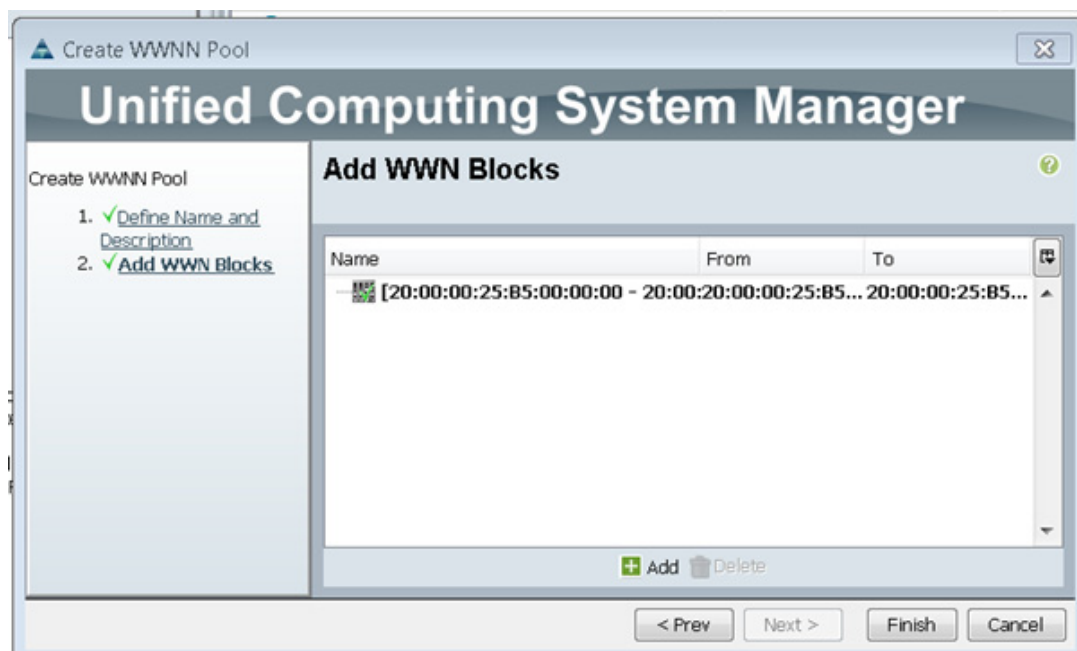 Create WWNN Pool
Unified Computing System Manager
Create WWNN Pool
1. Define Name and
Description
2. Add WWN Blocks
Add WWN Blocks
Name From To
[20:00:00:25:B5:00:00:00 - 20:00:20:00:00:25:B5... 20:00:00:25:B5...
Add Delete
< Prev Next > Finish Cancel